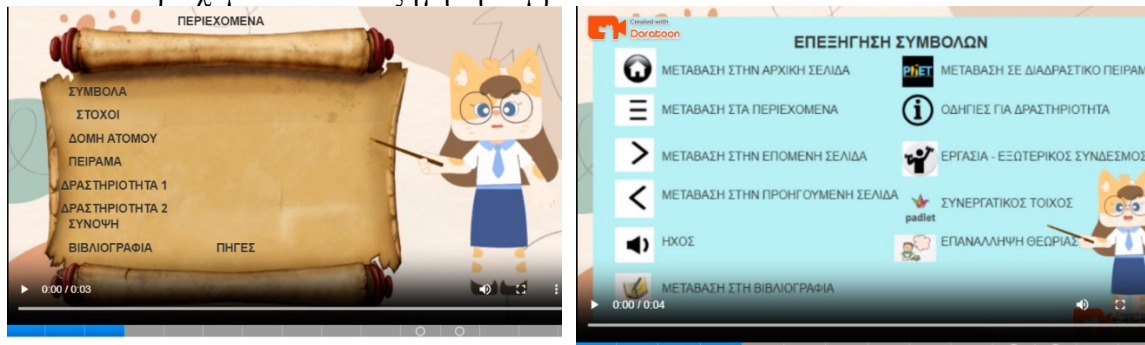 ΠΕΡΙΕΧΟΜΕΝΑ
ΣΥΜΒΟΛΑ
ΣΤΟΧΟΙ
ΔΟΜΗ ΑΤΟΜΟΥ
ΠΕΙΡΑΜΑ
ΔΡΑΣΤΗΡΙΟΤΗΤΑ 1
ΔΡΑΣΤΗΡΙΟΤΗΤΑ 2
ΣΥΝΟΨΗ
ΒΙΒΛΙΟΓΡΑΦΙΑ ΠΗΓΕΣ
0:00 / 0:03
Created with
Doratoon
ΕΠΕΞΗΓΗΣΗ ΣΥΜΒΟΛΩΝ
ΜΕΤΑΒΑΣΗ ΣΤΗΝ ΑΡΧΙΚΗ ΣΕΛΙΔΑ
ΜΕΤΑΒΑΣΗ ΣΤΑ ΠΕΡΙΕΧΟΜΕΝΑ
ΜΕΤΑΒΑΣΗ ΣΤΗΝ ΕΠΟΜΕΝΗ ΣΕΛΙΔΑ
ΜΕΤΑΒΑΣΗ ΣΤΗΝ ΠΡΟΗΓΟΥΜΕΝΗ ΣΕΛΙΔΑ
ΗΧΟΣ
ΜΕΤΑΒΑΣΗ ΣΤΗ ΒΙΒΛΙΟΓΡΑΦΙΑ
PhET ΜΕΤΑΒΑΣΗ ΣΕ ΔΙΑΔΡΑΣΤΙΚΟ ΠΕΙΡΑΜ
ΟΔΗΓΙΕΣ ΓΙΑ ΔΡΑΣΤΗΡΙΟΤΗΤΑ
ΕΡΓΑΣΙΑ - ΕΞΩΤΕΡΙΚΟΣ ΣΥΝΔΕΣΜΟΣ
padlet ΣΥΝΕΡΓΑΤΙΚΟΣ ΤΟΙΧΟΣ
ΕΠΑΝΑΛΛΗΨΗ ΘΕΩΡΙΑΣ
0:00 / 0:04